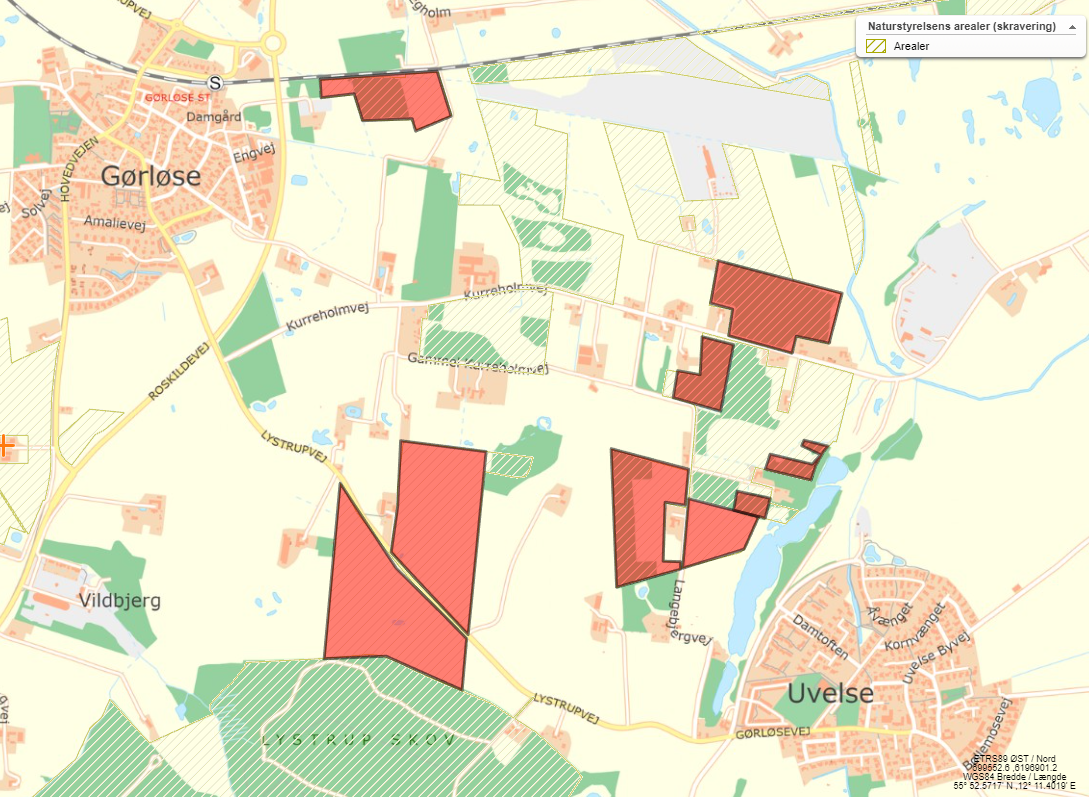 Naturstyrelsens arealer (skravering)
Arealer
S
GØRLØSE ST
Damgård
Engvej
HOVEDVEJEN
Gørløse
Solvej
Amalievej
Kurreholmvej
Kurreholmvej
Gammel Kurreholmvej
ROSKILDEVEJ
LYSTRUPVEJ
Vildbjerg
Langebjergvej
Damtoften
Åvænget
Kornvænget
Uvelse Byvej
Uvelse
LYSTRUPVEJ
GØRLØSEVEJ
LYSTRUP SKOV
Bøllemosevej
ETRS89 ØST / Nord
WGS84 Bredde / Længde
55° 52.5717' N ,12° 11.4019' E